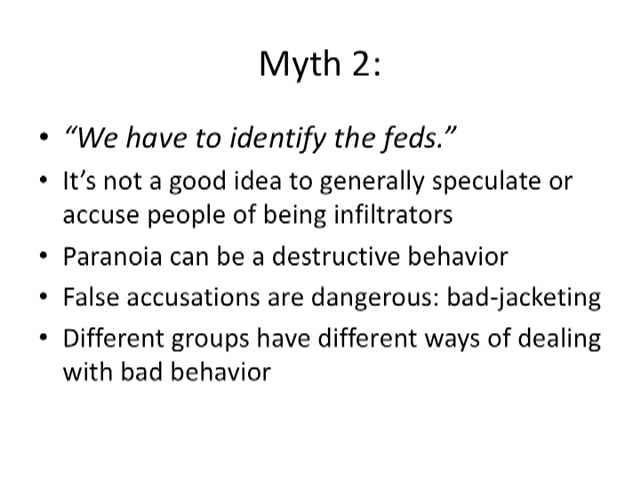 Myth 2:
• “We have to identify the feds.”
• It’s not a good idea to generally speculate or
accuse people of being infiltrators
• Paranoia can be a destructive behavior
• False accusations are dangerous: bad-jacketing
• Different groups have different ways of dealing
with bad behavior